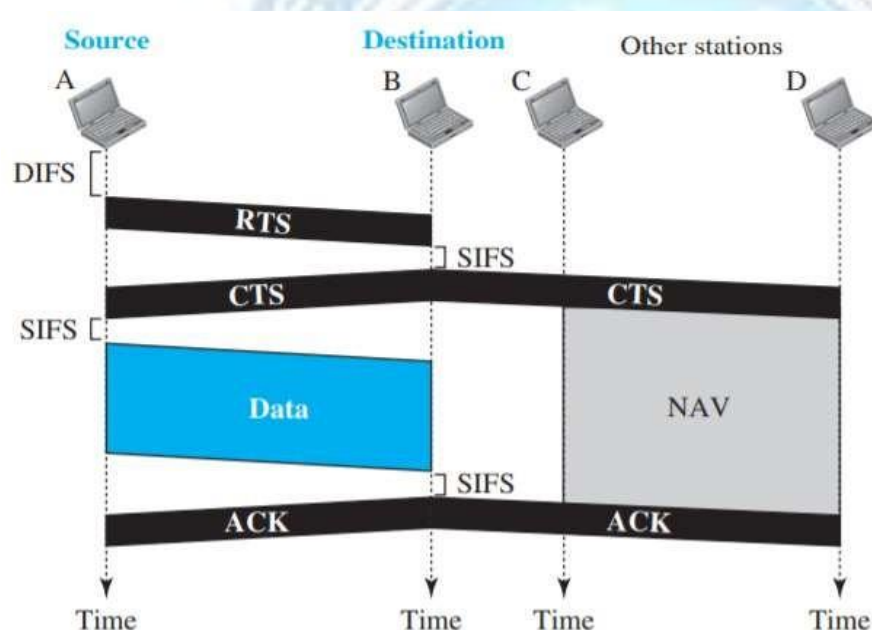 Source
Destination
Other stations
A
B
C
D
DIFS
RTS
SIFS
CTS
CTS
SIFS
Data
NAV
SIFS
ACK
ACK
Time
Time
Time
Time